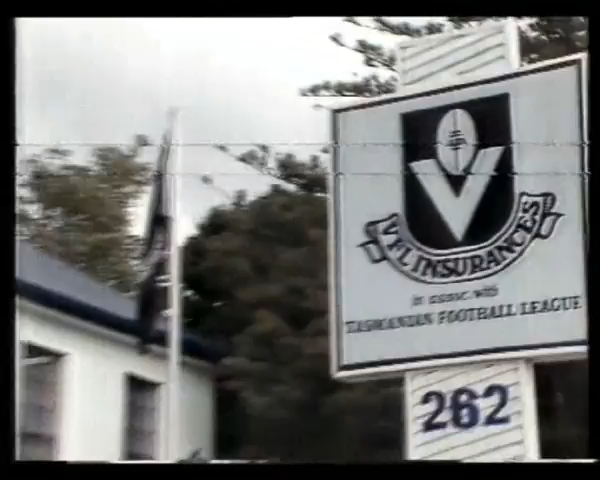 V
VFL INSURANCES
in assoc. with
TASMANIAN FOOTBALL LEAGUE
262